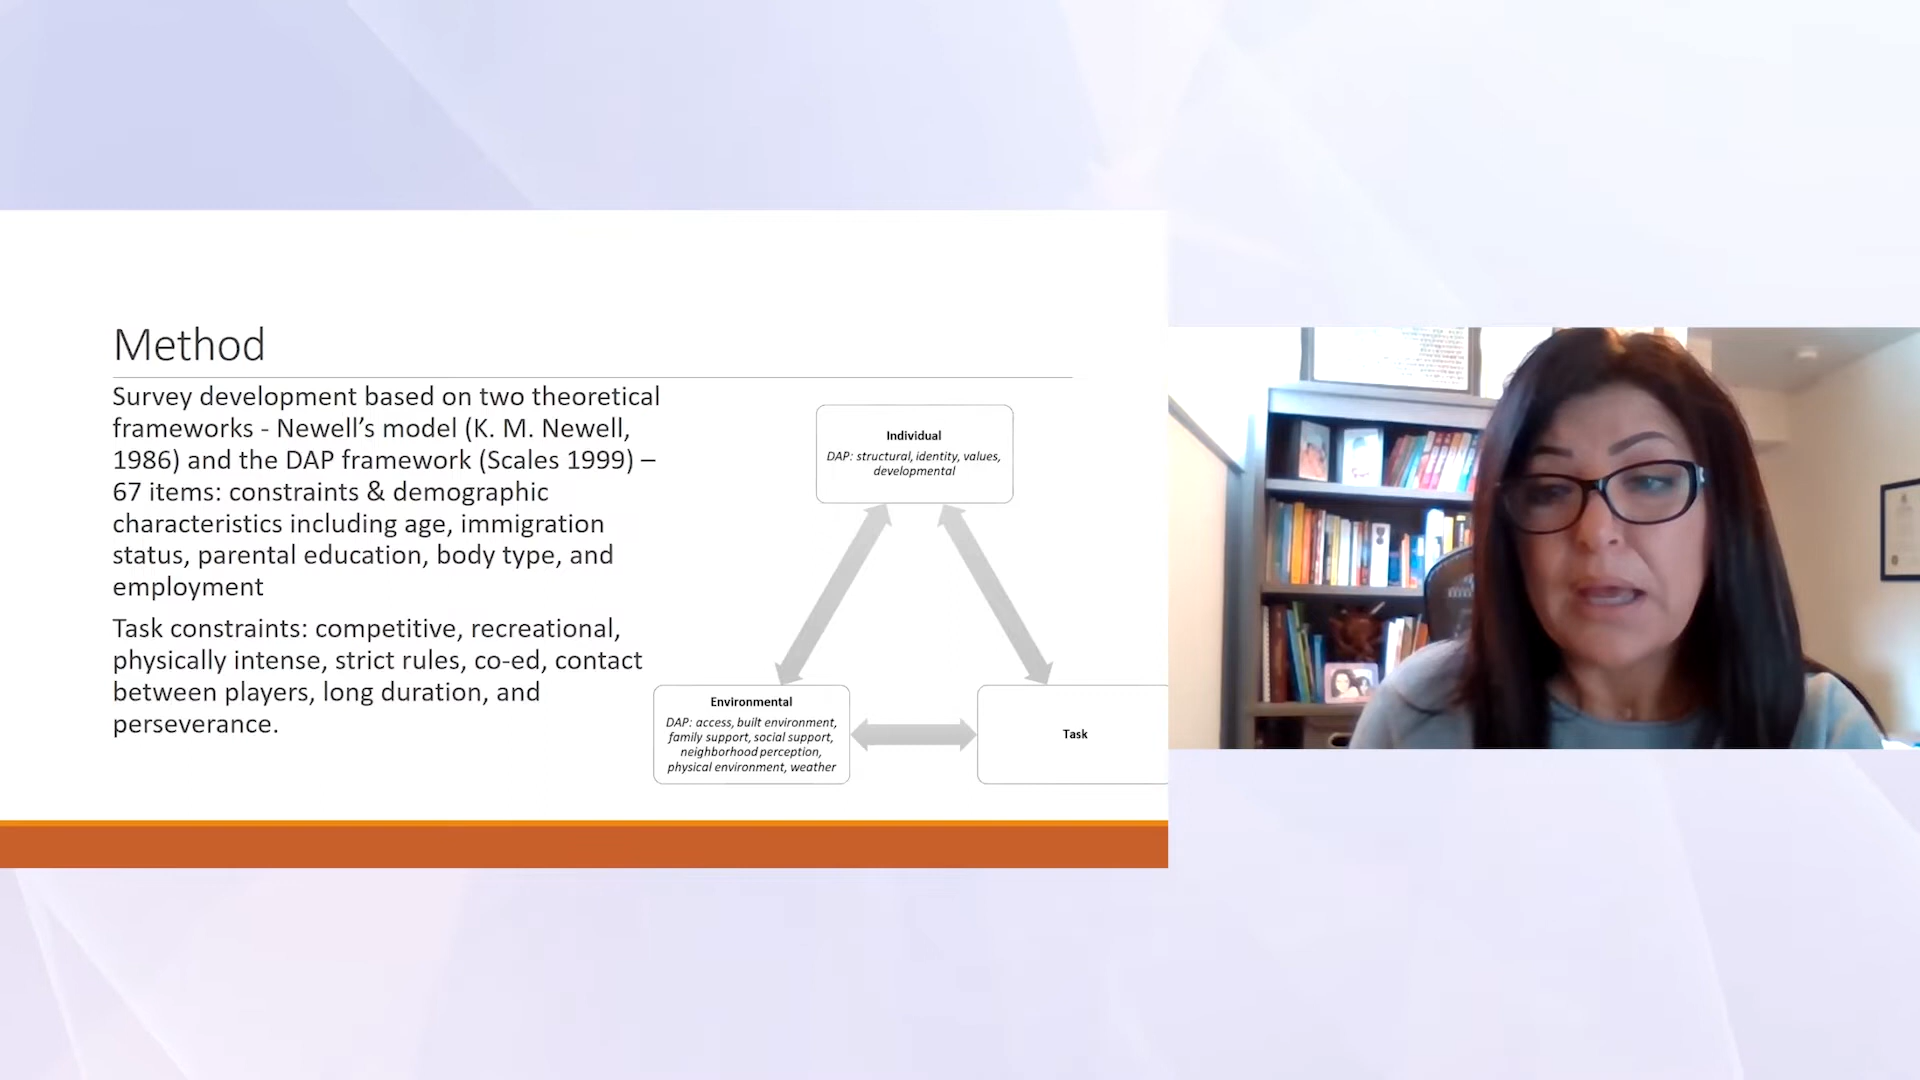 Method
Survey development based on two theoretical
frameworks - Newell's model (K. M. Newell,
1986) and the DAP framework (Scales 1999) –
67 items: constraints & demographic
characteristics including age, immigration
status, parental education, body type, and
employment
Task constraints: competitive, recreational,
physically intense, strict rules, co-ed, contact
between players, long duration, and
perseverance.
Individual
DAP: structural, identity, values,
developmental
Environmental
DAP: access, built environment,
family support, social support,
neighborhood perception,
physical environment, weather
Task